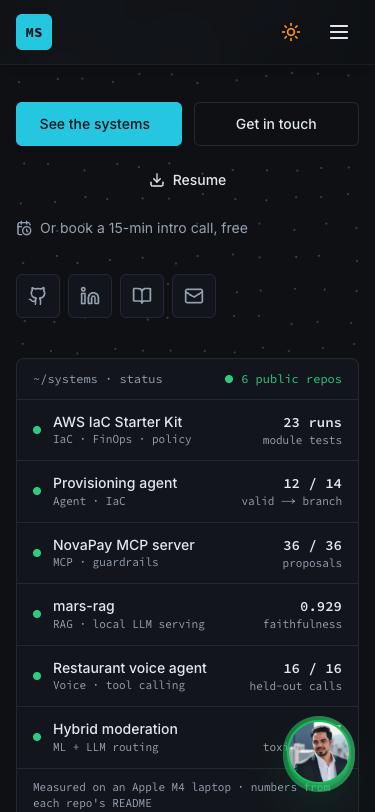 MS
See the systems
Get in touch
Resume
Or book a 15-min intro call, free
~/systems · status
6 public repos
AWS IaC Starter Kit
23 runs
IaC · FinOps · policy
module tests
Provisioning agent
12 / 14
Agent · IaC
valid ⟶ branch
NovaPay MCP server
36 / 36
MCP · guardrails
proposals
mars-rag
0.929
RAG · local LLM serving
faithfulness
Restaurant voice agent
16 / 16
Voice · tool calling
held-out calls
Hybrid moderation
ML + LLM routing
Measured on an Apple M4 laptop · numbers from
each repo's README